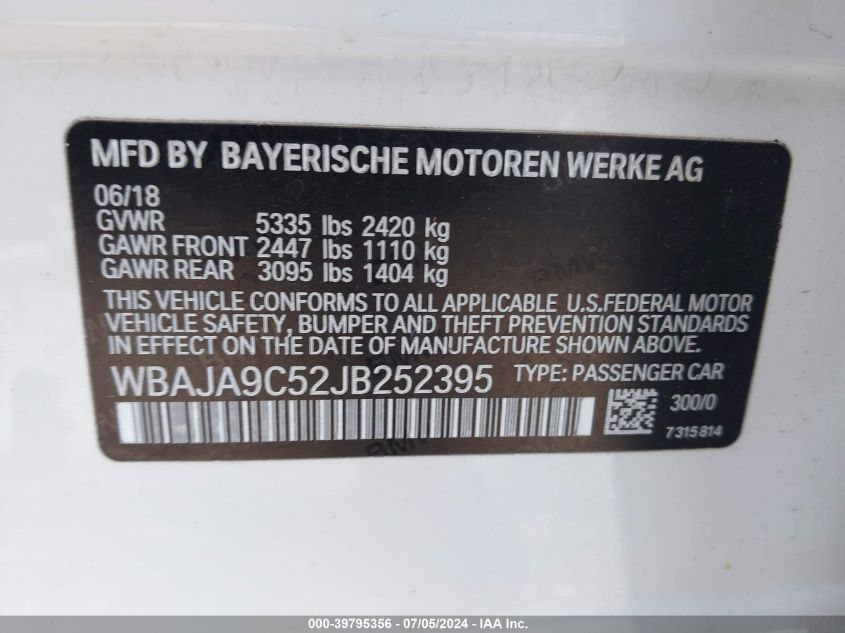 MFD BY BAYERISCHE MOTOREN WERKE AG
06/18
GVWR 5335 lbs 2420 kg
GAWR FRONT 2447 lbs 1110 kg
GAWR REAR 3095 lbs 1404 kg
THIS VEHICLE CONFORMS TO ALL APPLICABLE U.S.FEDERAL MOTOR
VEHICLE SAFETY, BUMPER AND THEFT PREVENTION STANDARDS
IN EFFECT ON THE DATE OF MANUFACTURE SHOWN ABOVE.
WBAJA9C52JB252395 TYPE: PASSENGER CAR
300/0
7315814
000-39795356 - 07/05/2024 - IAA Inc.